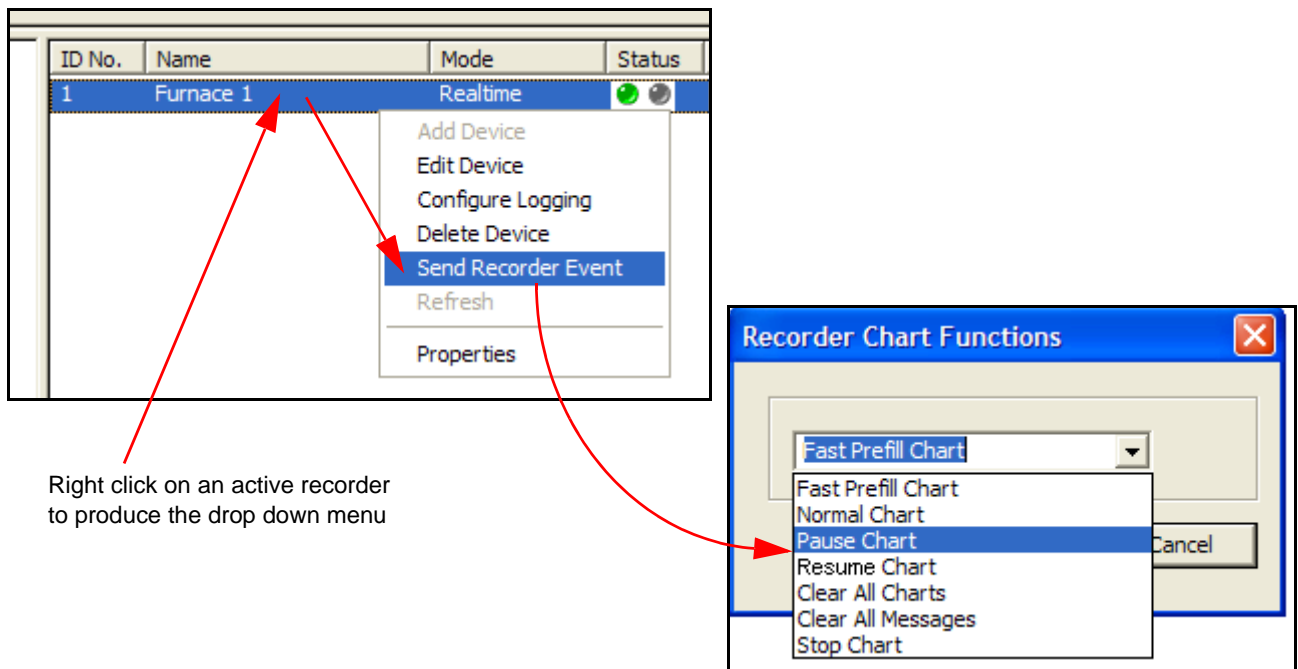 ID No. Name Mode Status
1 Furnace 1 Realtime
Add Device
Edit Device
Configure Logging
Delete Device
Send Recorder Event
Refresh
Properties
Right click on an active recorder
to produce the drop down menu
Recorder Chart Functions
Fast Prefill Chart
Fast Prefill Chart
Normal Chart
Pause Chart
Cancel
Resume Chart
Clear All Charts
Clear All Messages
Stop Chart